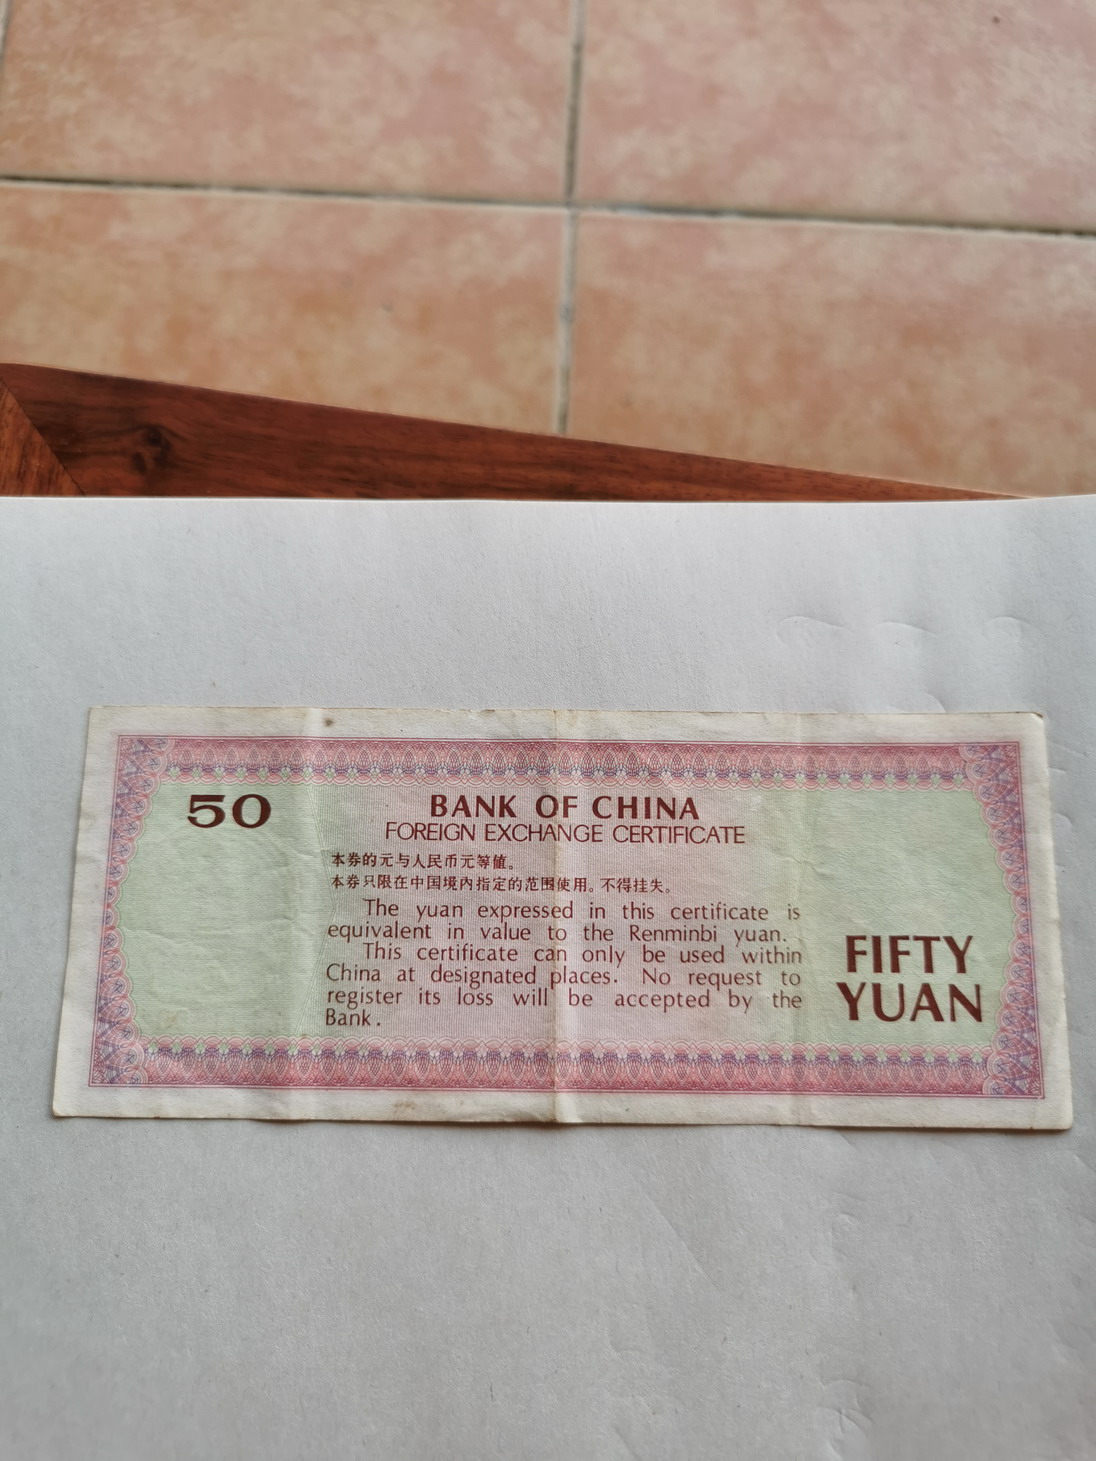 50
BANK OF CHINA
FOREIGN EXCHANGE CERTIFICATE
本券的元与人民币元等值。
本券只限在中国境内指定的范围使用。不得挂失。
The yuan expressed in this certificate is
equivalent in value to the Renminbi yuan.
This certificate can only be used within
China at designated places. No request to
register its loss will be accepted by the
Bank.
FIFTY
YUAN